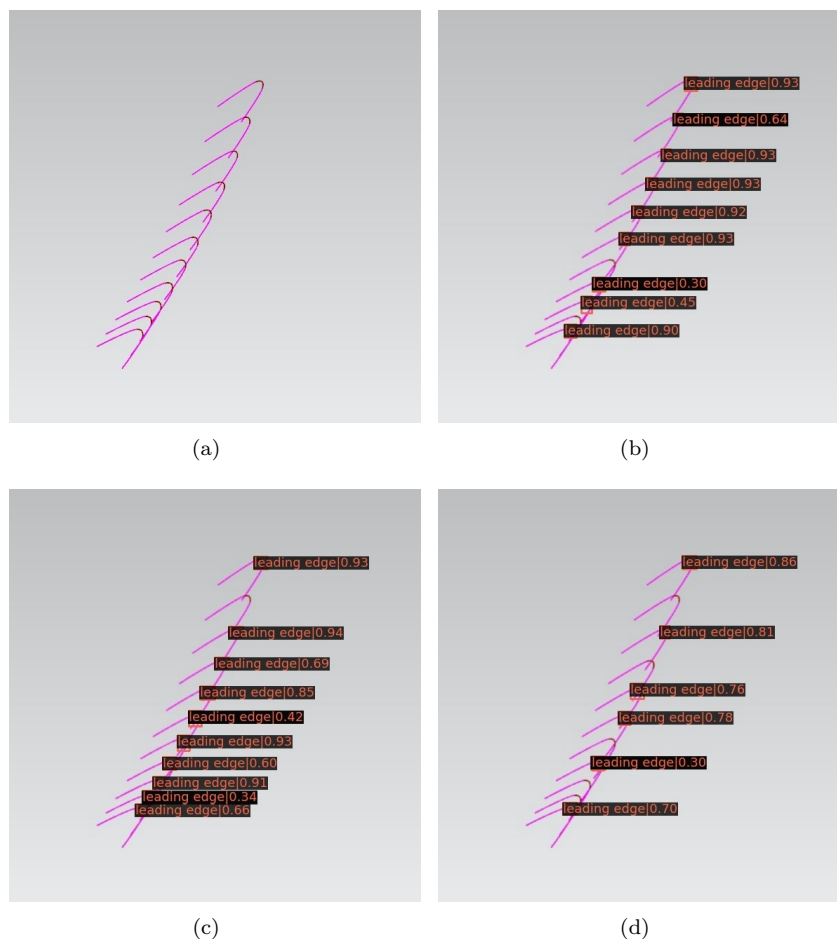 leading edge|0.93
leading edge|0.64
leading edge|0.93
leading edge|0.93
leading edge|0.92
leading edge|0.93
leading edge|0.30
leading edge|0.45
leading edge|0.90
(a)
(b)
leading edge|0.93
leading edge|0.94
leading edge|0.69
leading edge|0.85
leading edge|0.42
leading edge|0.93
leading edge|0.60
leading edge|0.91
leading edge|0.34
leading edge|0.66
leading edge|0.86
leading edge|0.81
leading edge|0.76
leading edge|0.78
leading edge|0.30
leading edge|0.70
(c)
(d)